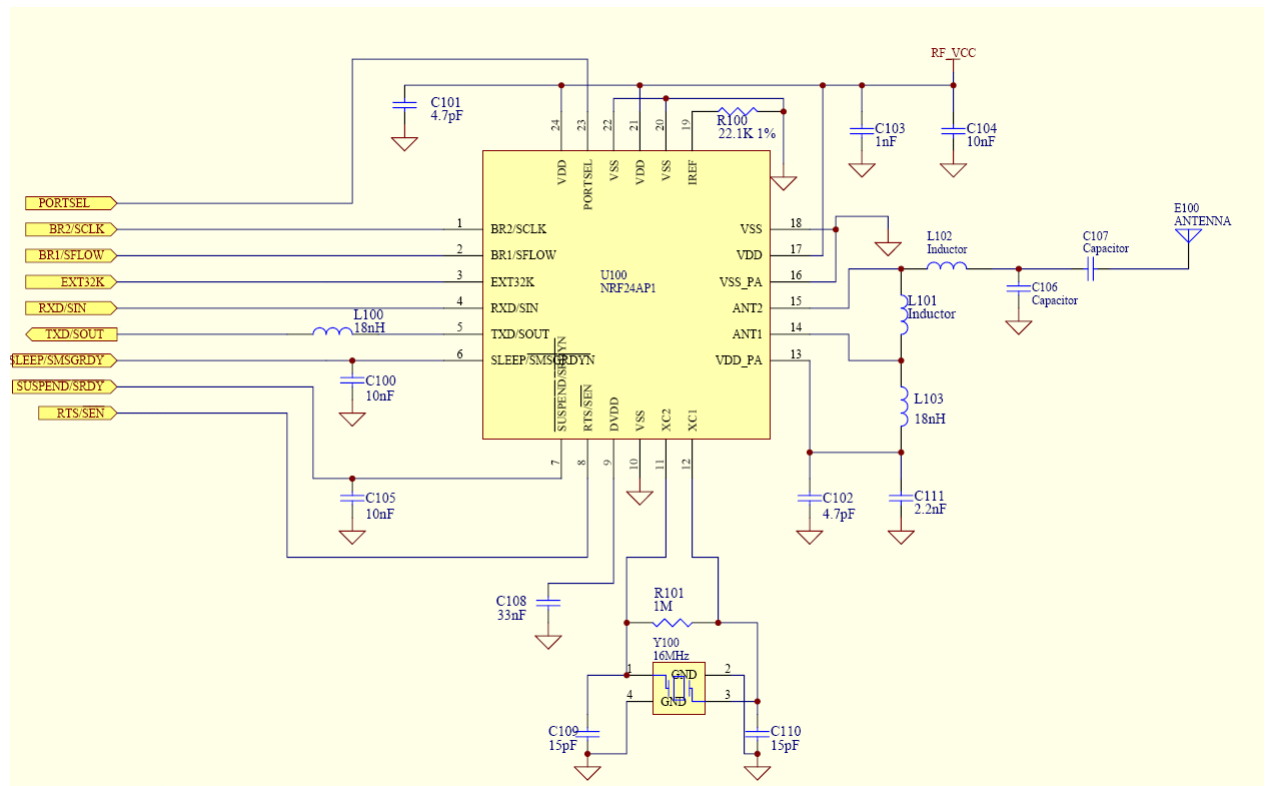 RF_VCC
C101
4.7pF
R100
22.1K 1%
C103
1nF
C104
10nF
24
23
22
21
20
19
VDD
PORTSEL
VSS
VDD
VSS
IREF
PORTSEL
BR2/SCLK
BR1/SFLOW
EXT32K
RXD/SIN
TXD/SOUT
SLEEP/SMSGRDY
SUSPEND/SRDY
RTS/SEN
L100
18nH
C100
10nF
C105
10nF
1
2
3
4
5
6
BR2/SCLK
BR1/SFLOW
EXT32K
RXD/SIN
TXD/SOUT
SLEEP/SMSGRDYN
U100
NRF24AP1
VSS
VDD
VSS_PA
ANT2
ANT1
VDD_PA
18
17
16
15
14
13
SUSPEND/SRDYN
RTS/SEN
DVDD
VSS
XC2
XC1
7
8
9
10
11
12
E100
ANTENNA
L102
Inductor
C107
Capacitor
C106
Capacitor
L101
Inductor
L103
18nH
C102
4.7pF
C111
2.2nF
C108
33nF
R101
1M
Y100
16MHz
1
GND
2
4
GND
3
C109
15pF
C110
15pF